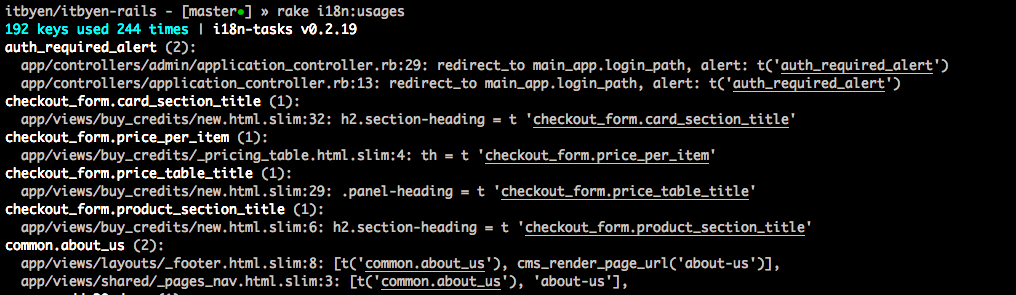 itbyen/itbyen-rails - [master●] » rake i18n:usages
192 keys used 244 times | i18n-tasks v0.2.19
auth_required_alert (2):
app/controllers/admin/application_controller.rb:29: redirect_to main_app.login_path, alert: t('auth_required_alert')
app/controllers/application_controller.rb:13: redirect_to main_app.login_path, alert: t('auth_required_alert')
checkout_form.card_section_title (1):
app/views/buy_credits/new.html.slim:32: h2.section-heading = t 'checkout_form.card_section_title'
checkout_form.price_per_item (1):
app/views/buy_credits/_pricing_table.html.slim:4: th = t 'checkout_form.price_per_item'
checkout_form.price_table_title (1):
app/views/buy_credits/new.html.slim:29: .panel-heading = t 'checkout_form.price_table_title'
checkout_form.product_section_title (1):
app/views/buy_credits/new.html.slim:6: h2.section-heading = t 'checkout_form.product_section_title'
common.about_us (2):
app/views/layouts/_footer.html.slim:8: [t('common.about_us'), cms_render_page_url('about-us')],
app/views/shared/_pages_nav.html.slim:3: [t('common.about_us'), 'about-us'],